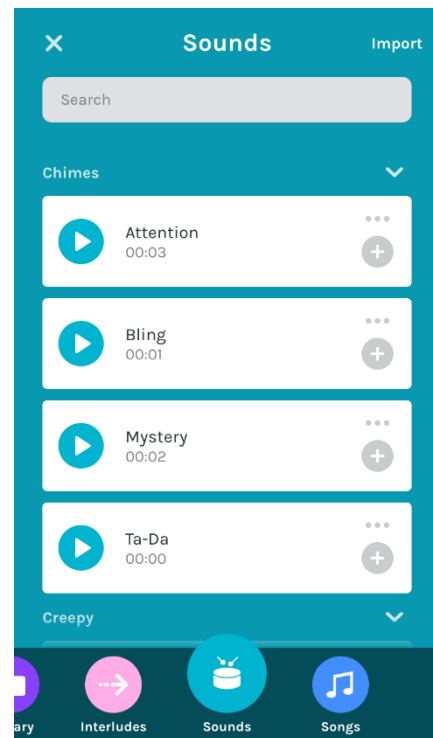 Sounds
Import
Search
Chimes
Attention
00:03
Bling
00:01
Mystery
00:02
Ta-Da
00:00
Creepy
ary
Interludes
Sounds
Songs